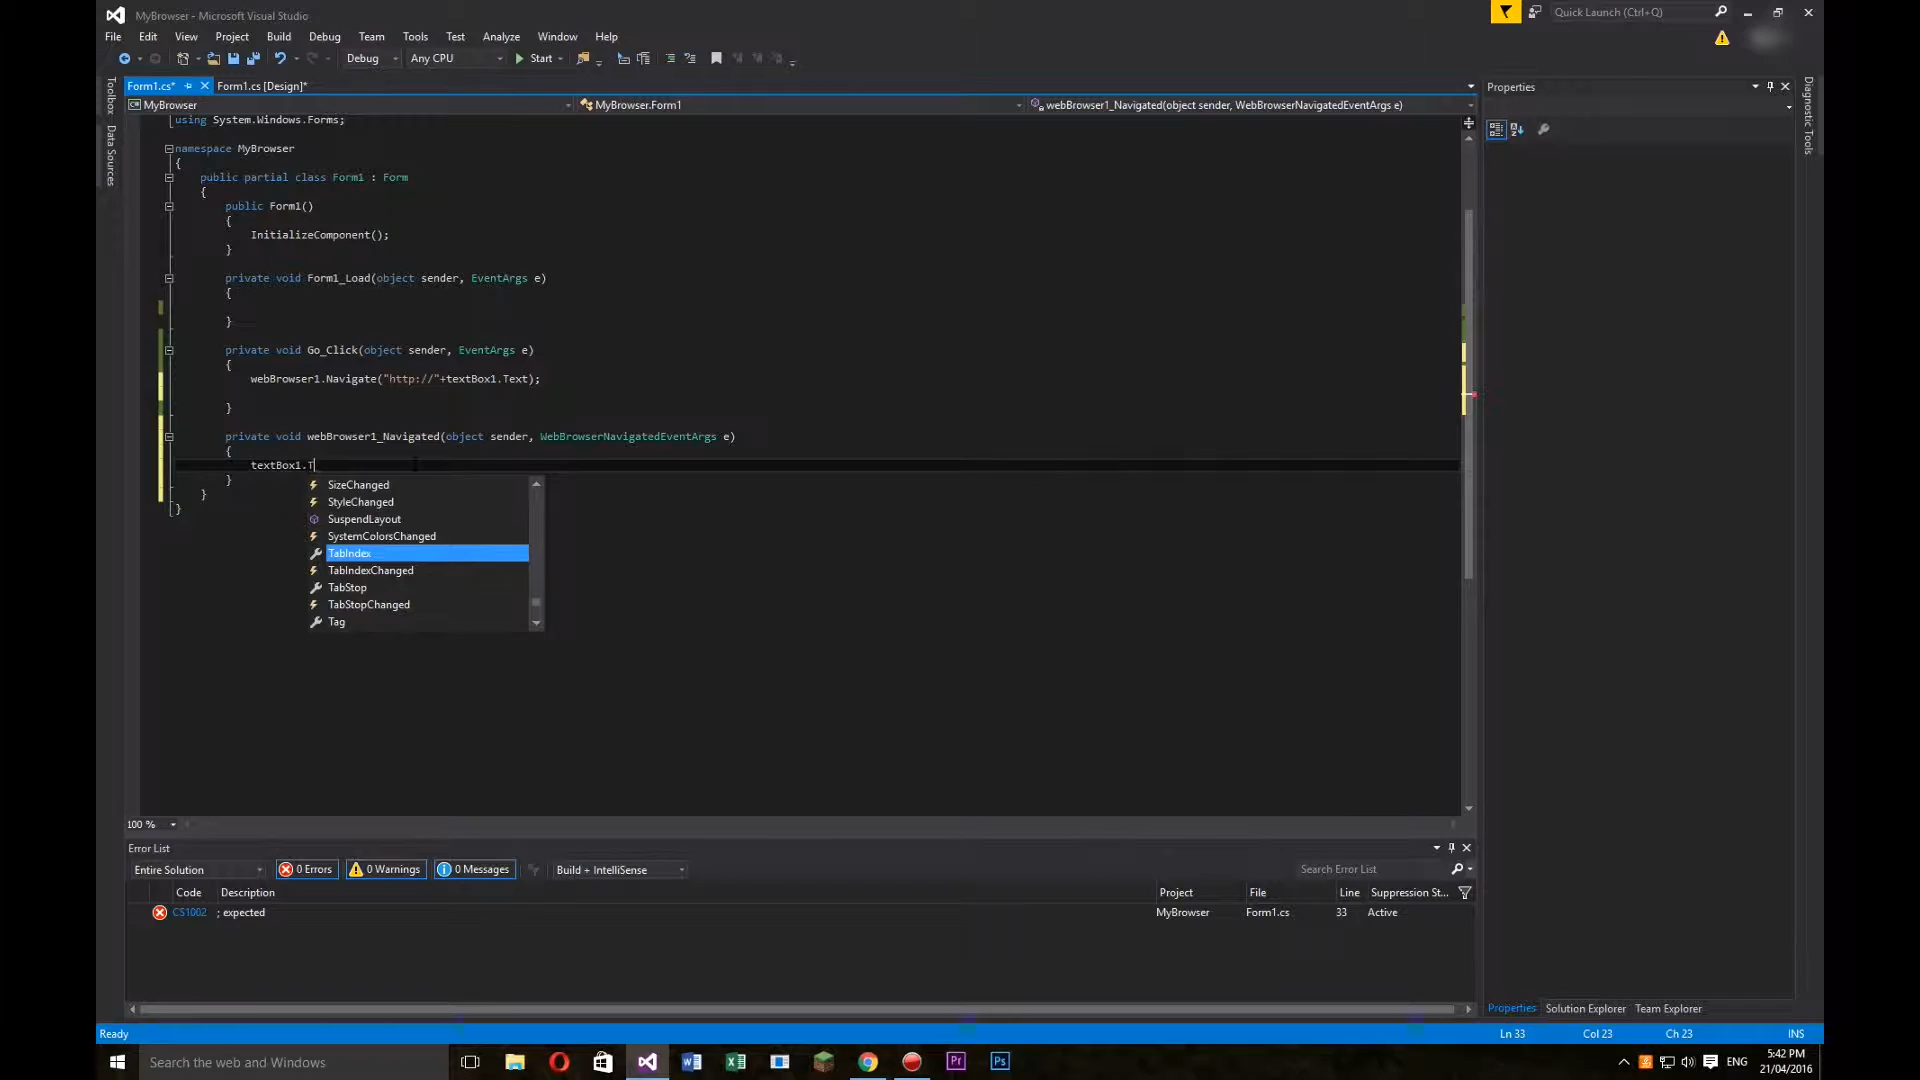 MyBrowser - Microsoft Visual Studio
Quick Launch (Ctrl+Q)
File Edit View Project Build Debug Team Tools Test Analyze Window Help
Debug Any CPU Start
Form1.cs* Form1.cs [Design]*
Properties
MyBrowser MyBrowser.Form1 webBrowser1_Navigated(object sender, WebBrowserNavigatedEventArgs e)
Toolbox
Data Sources
Diagnostic Tools
using System.Windows.Forms;
namespace MyBrowser
{
public partial class Form1 : Form
{
public Form1()
{
InitializeComponent();
}
private void Form1_Load(object sender, EventArgs e)
{
}
private void Go_Click(object sender, EventArgs e)
{
webBrowser1.Navigate("http://"+textBox1.Text);
}
private void webBrowser1_Navigated(object sender, WebBrowserNavigatedEventArgs e)
{
textBox1.T
}
}
}
SizeChanged
StyleChanged
SuspendLayout
SystemColorsChanged
TabIndex
TabIndexChanged
TabStop
TabStopChanged
Tag
100 %
Error List
Entire Solution 0 Errors 0 Warnings 0 Messages Build + IntelliSense Search Error List
Code Description Project File Line Suppression St...
CS1002 ; expected MyBrowser Form1.cs 33 Active
Properties Solution Explorer Team Explorer
Ready Ln 33 Col 23 Ch 23 INS
Search the web and Windows
W X Pr Ps ENG
5:42 PM
21/04/2016